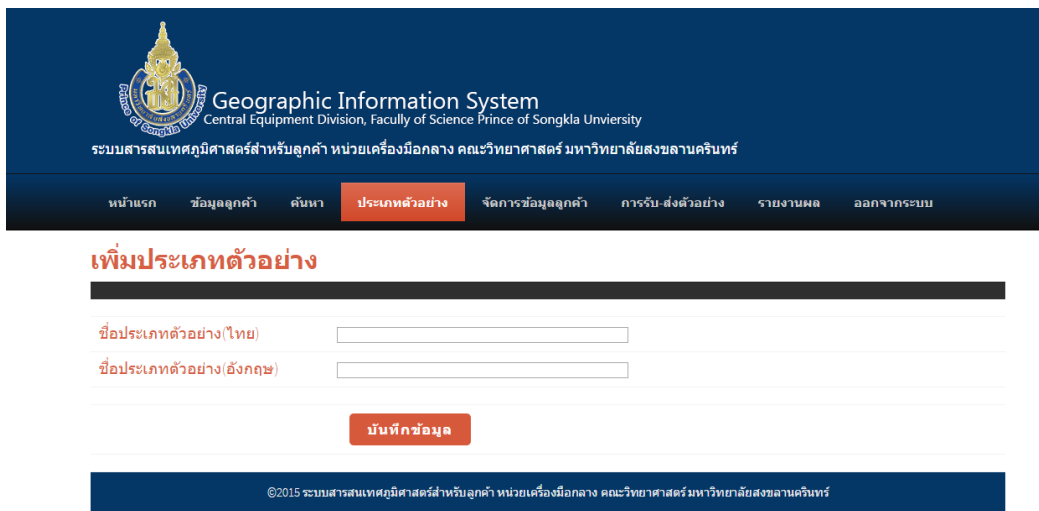 Prince of Songkla University
Geographic Information System
Central Equipment Division, Facully of Science Prince of Songkla Unviersity
ระบบสารสนเทศภูมิศาสตร์สำหรับลูกค้า หน่วยเครื่องมือกลาง คณะวิทยาศาสตร์ มหาวิทยาลัยสงขลานครินทร์
หน้าแรก ข้อมูลลูกค้า ค้นหา ประเภทตัวอย่าง จัดการข้อมูลลูกค้า การรับ-ส่งตัวอย่าง รายงานผล ออกจากระบบ
เพิ่มประเภทตัวอย่าง
ชื่อประเภทตัวอย่าง(ไทย)
ชื่อประเภทตัวอย่าง(อังกฤษ)
บันทึกข้อมูล
©2015 ระบบสารสนเทศภูมิศาสตร์สำหรับลูกค้า หน่วยเครื่องมือกลาง คณะวิทยาศาสตร์ มหาวิทยาลัยสงขลานครินทร์